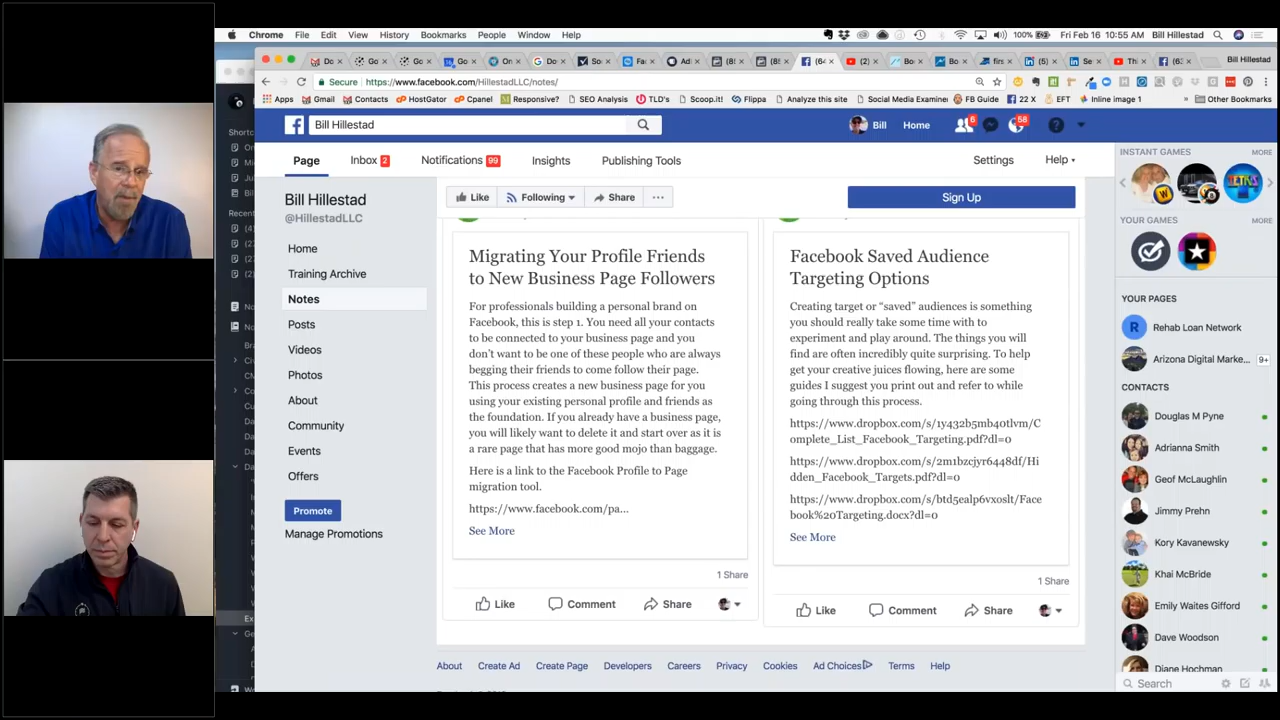 Chrome File Edit View History Bookmarks People Window Help
100% Fri Feb 16 10:55 AM Bill Hillestad
Bill Hillestad
Secure https://www.facebook.com/HillestadLLC/notes/
Apps Gmail Contacts HostGator Cpanel Responsive? SEO Analysis TLD's Scoop.it! Flippa Analyze this site Social Media Examiner FB Guide 22 X EFT Inline image 1 » Other Bookmarks
Bill Hillestad
Bill Home 6 58
Page Inbox 2 Notifications 99 Insights Publishing Tools Settings Help
Bill Hillestad
@HillestadLLC
Home
Training Archive
Notes
Posts
Videos
Photos
About
Community
Events
Offers
Promote
Manage Promotions
Like Following Share ... Sign Up
Migrating Your Profile Friends
to New Business Page Followers
For professionals building a personal brand on
Facebook, this is step 1. You need all your contacts
to be connected to your business page and you
don't want to be one of these people who are always
begging their friends to come follow their page.
This process creates a new business page for you
using your existing personal profile and friends as
the foundation. If you already have a business page,
you will likely want to delete it and start over as it is
a rare page that has more good mojo than baggage.
Here is a link to the Facebook Profile to Page
migration tool.
https://www.facebook.com/pa...
See More
1 Share
Like Comment Share
Facebook Saved Audience
Targeting Options
Creating target or “saved” audiences is something
you should really take some time with to
experiment and play around. The things you will
find are often incredibly quite surprising. To help
get your creative juices flowing, here are some
guides I suggest you print out and refer to while
going through this process.
https://www.dropbox.com/s/1y432b5mb40tlvm/C
omplete_List_Facebook_Targeting.pdf?dl=0
https://www.dropbox.com/s/2m1bzcjyr6448df/Hi
dden_Facebook_Targets.pdf?dl=0
https://www.dropbox.com/s/btd5ealp6vxoslt/Face
book%20Targeting.docx?dl=0
See More
1 Share
Like Comment Share
About Create Ad Create Page Developers Careers Privacy Cookies Ad Choices Terms Help
INSTANT GAMES MORE
YOUR GAMES MORE
YOUR PAGES
Rehab Loan Network
Arizona Digital Marke... 9+
CONTACTS
Douglas M Pyne
Adrianna Smith
Geof McLaughlin
Jimmy Prehn
Kory Kavanewsky
Khai McBride
Emily Waites Gifford
Dave Woodson
Diane Hochman
Search